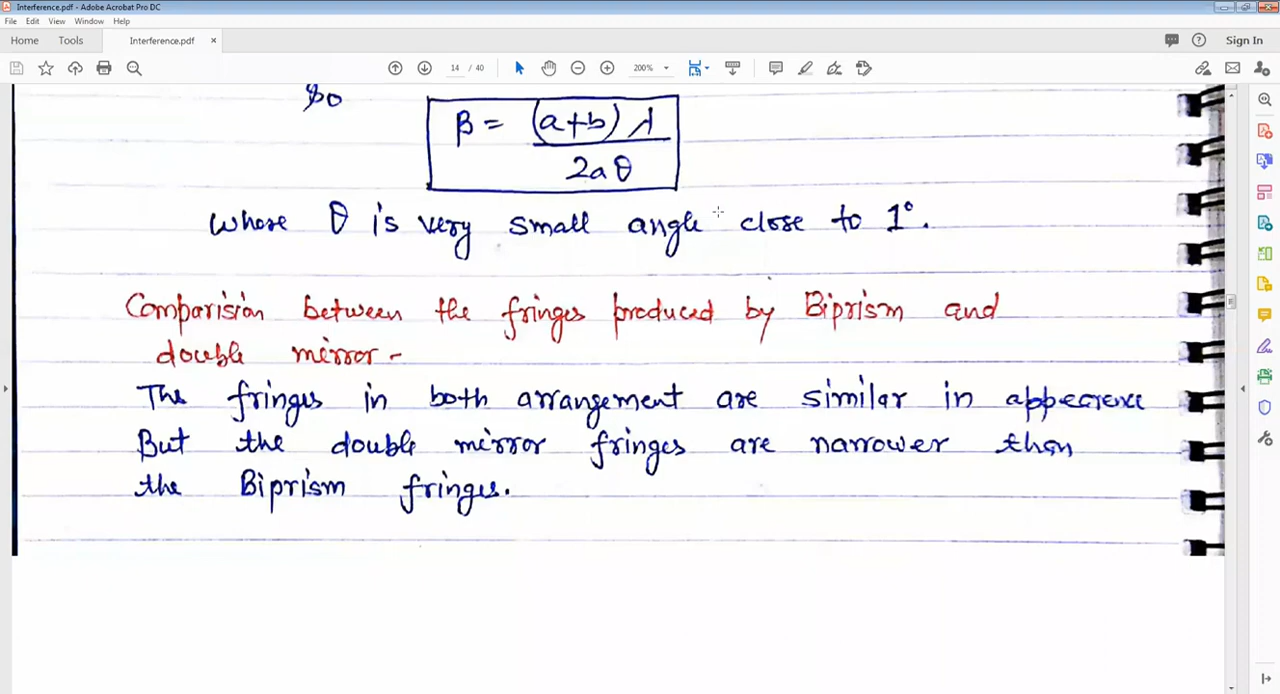 Interference.pdf - Adobe Acrobat Pro DC
File Edit View Window Help
Home Tools Interference.pdf × Sign In
14 / 40 200%
So
β = (a+b) λ
2a θ
where θ is very small angle close to 1°.
Comparision between the fringes produced by Biprism and
double mirror -
The fringes in both arrangement are similar in appearence
But the double mirror fringes are narrower than
the Biprism fringes.